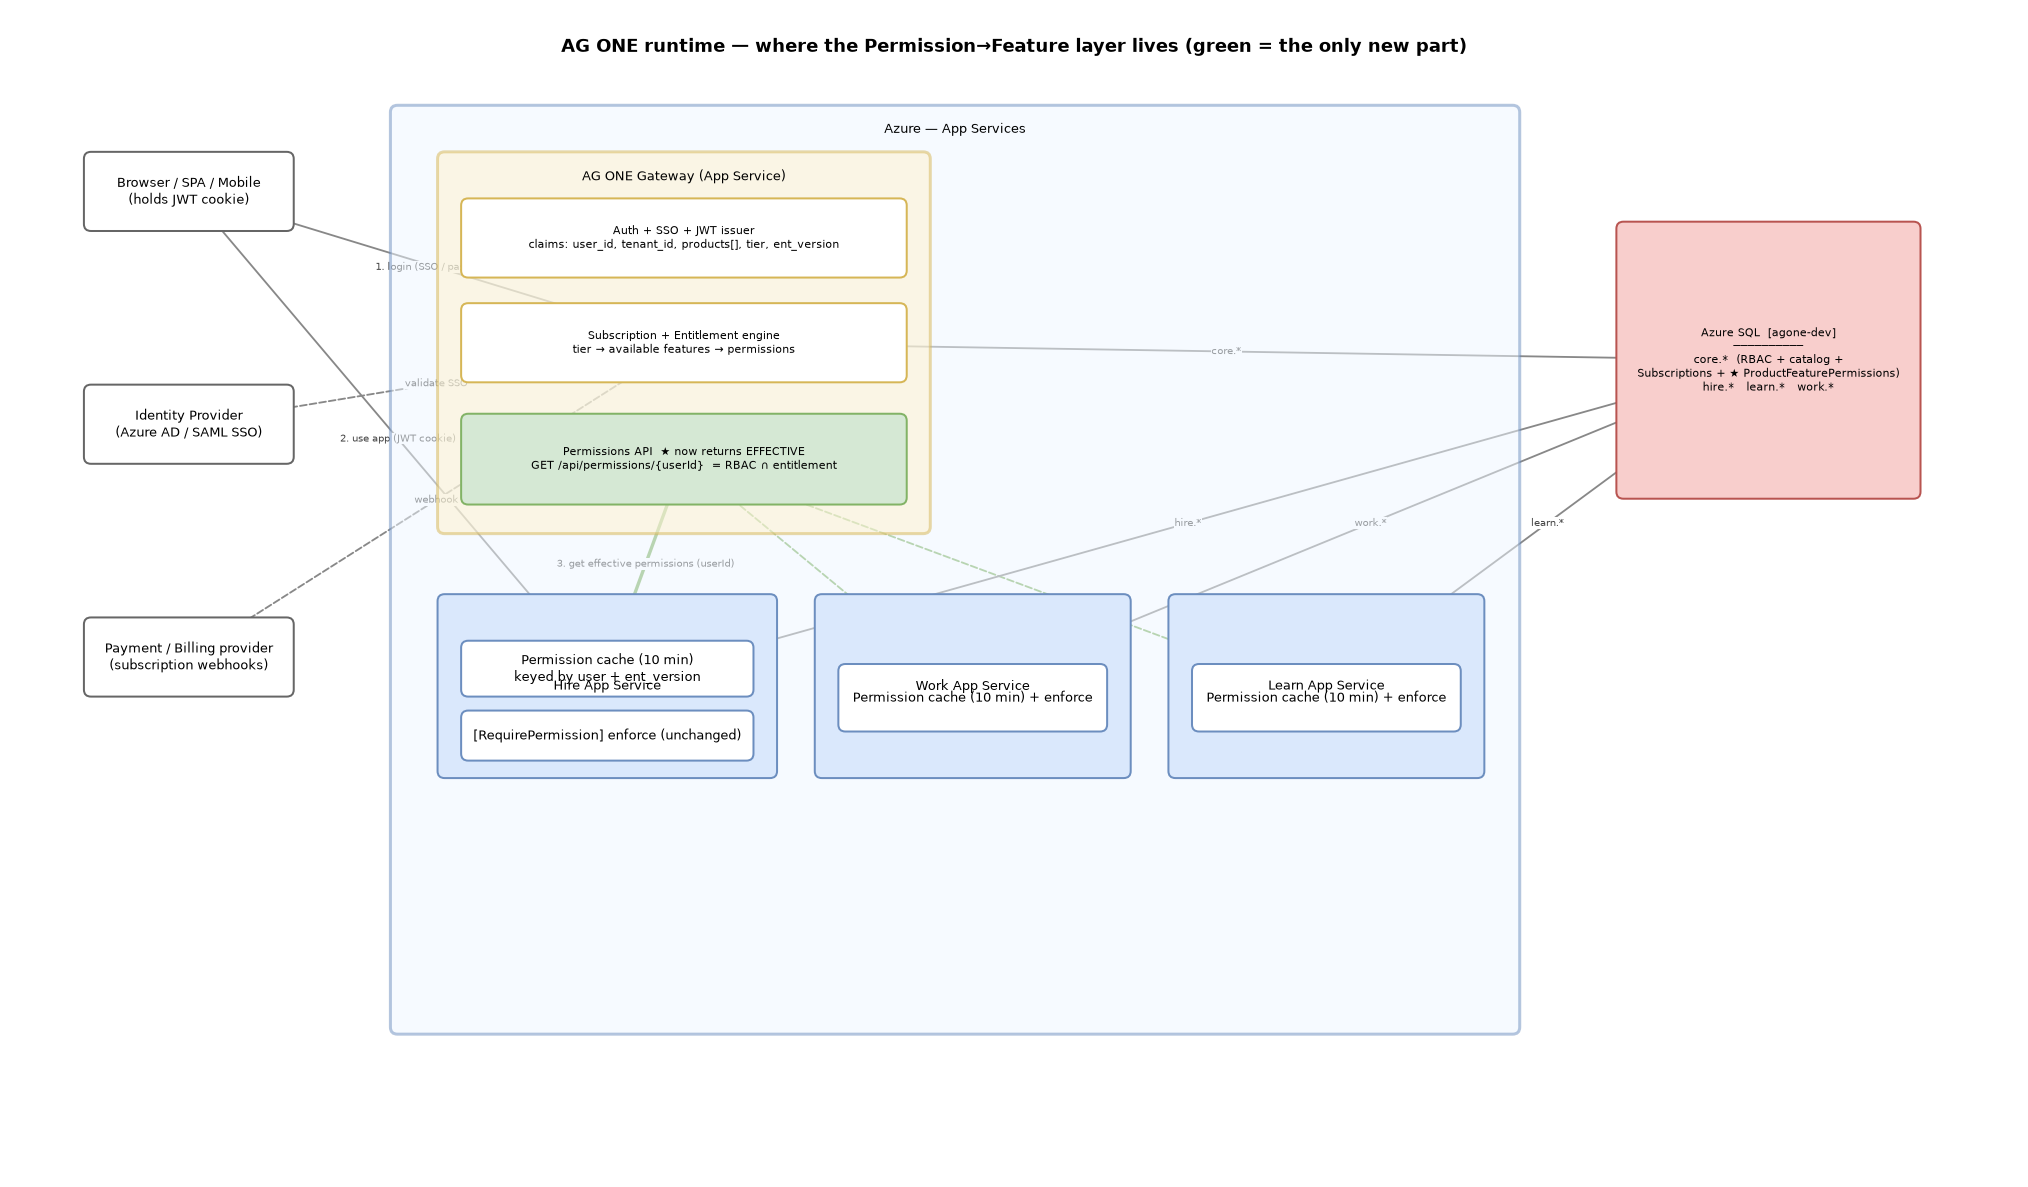 AG ONE runtime — where the Permission→Feature layer lives (green = the only new part)
Azure — App Services
Browser / SPA / Mobile
(holds JWT cookie)
AG ONE Gateway (App Service)
Auth + SSO + JWT issuer
claims: user_id, tenant_id, products[], tier, ent_version
1. login (SSO / pa
Subscription + Entitlement engine
tier → available features → permissions
core.*
Azure SQL  [agone-dev]
──────────
core.*  (RBAC + catalog +
Subscriptions + ★ ProductFeaturePermissions)
hire.*   learn.*   work.*
validate SSO
Identity Provider
(Azure AD / SAML SSO)
2. use app (JWT cookie)
Permissions API  ★ now returns EFFECTIVE
GET /api/permissions/{userId}  = RBAC ∩ entitlement
webhook
hire.*
work.*
learn.*
3. get effective permissions (userId)
Payment / Billing provider
(subscription webhooks)
Permission cache (10 min)
keyed by user + ent_version
Hire App Service
[RequirePermission] enforce (unchanged)
Work App Service
Permission cache (10 min) + enforce
Learn App Service
Permission cache (10 min) + enforce